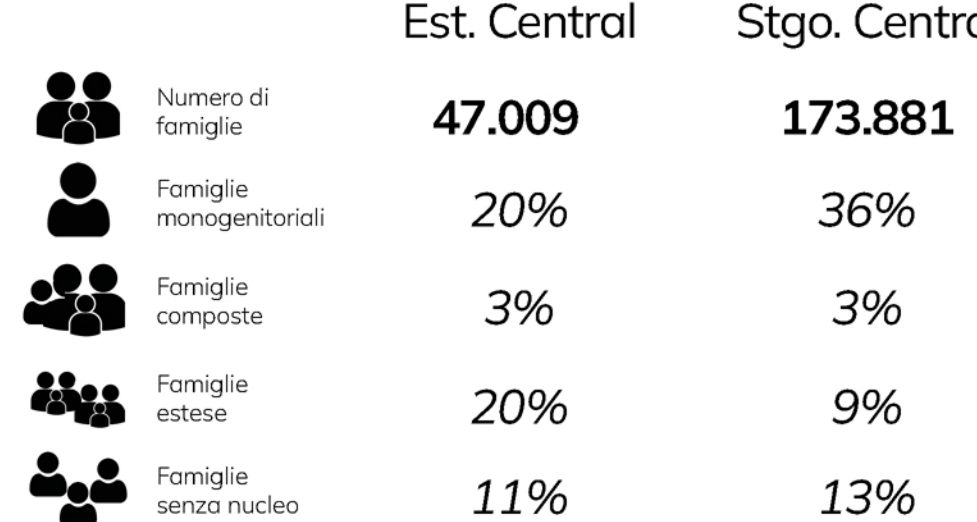 Est. Central Stgo. Centra
Numero di
famiglie
47.009 173.881
Famiglie
monogenitoriali
20% 36%
Famiglie
composte
3% 3%
Famiglie
estese
20% 9%
Famiglie
senza nucleo
11% 13%